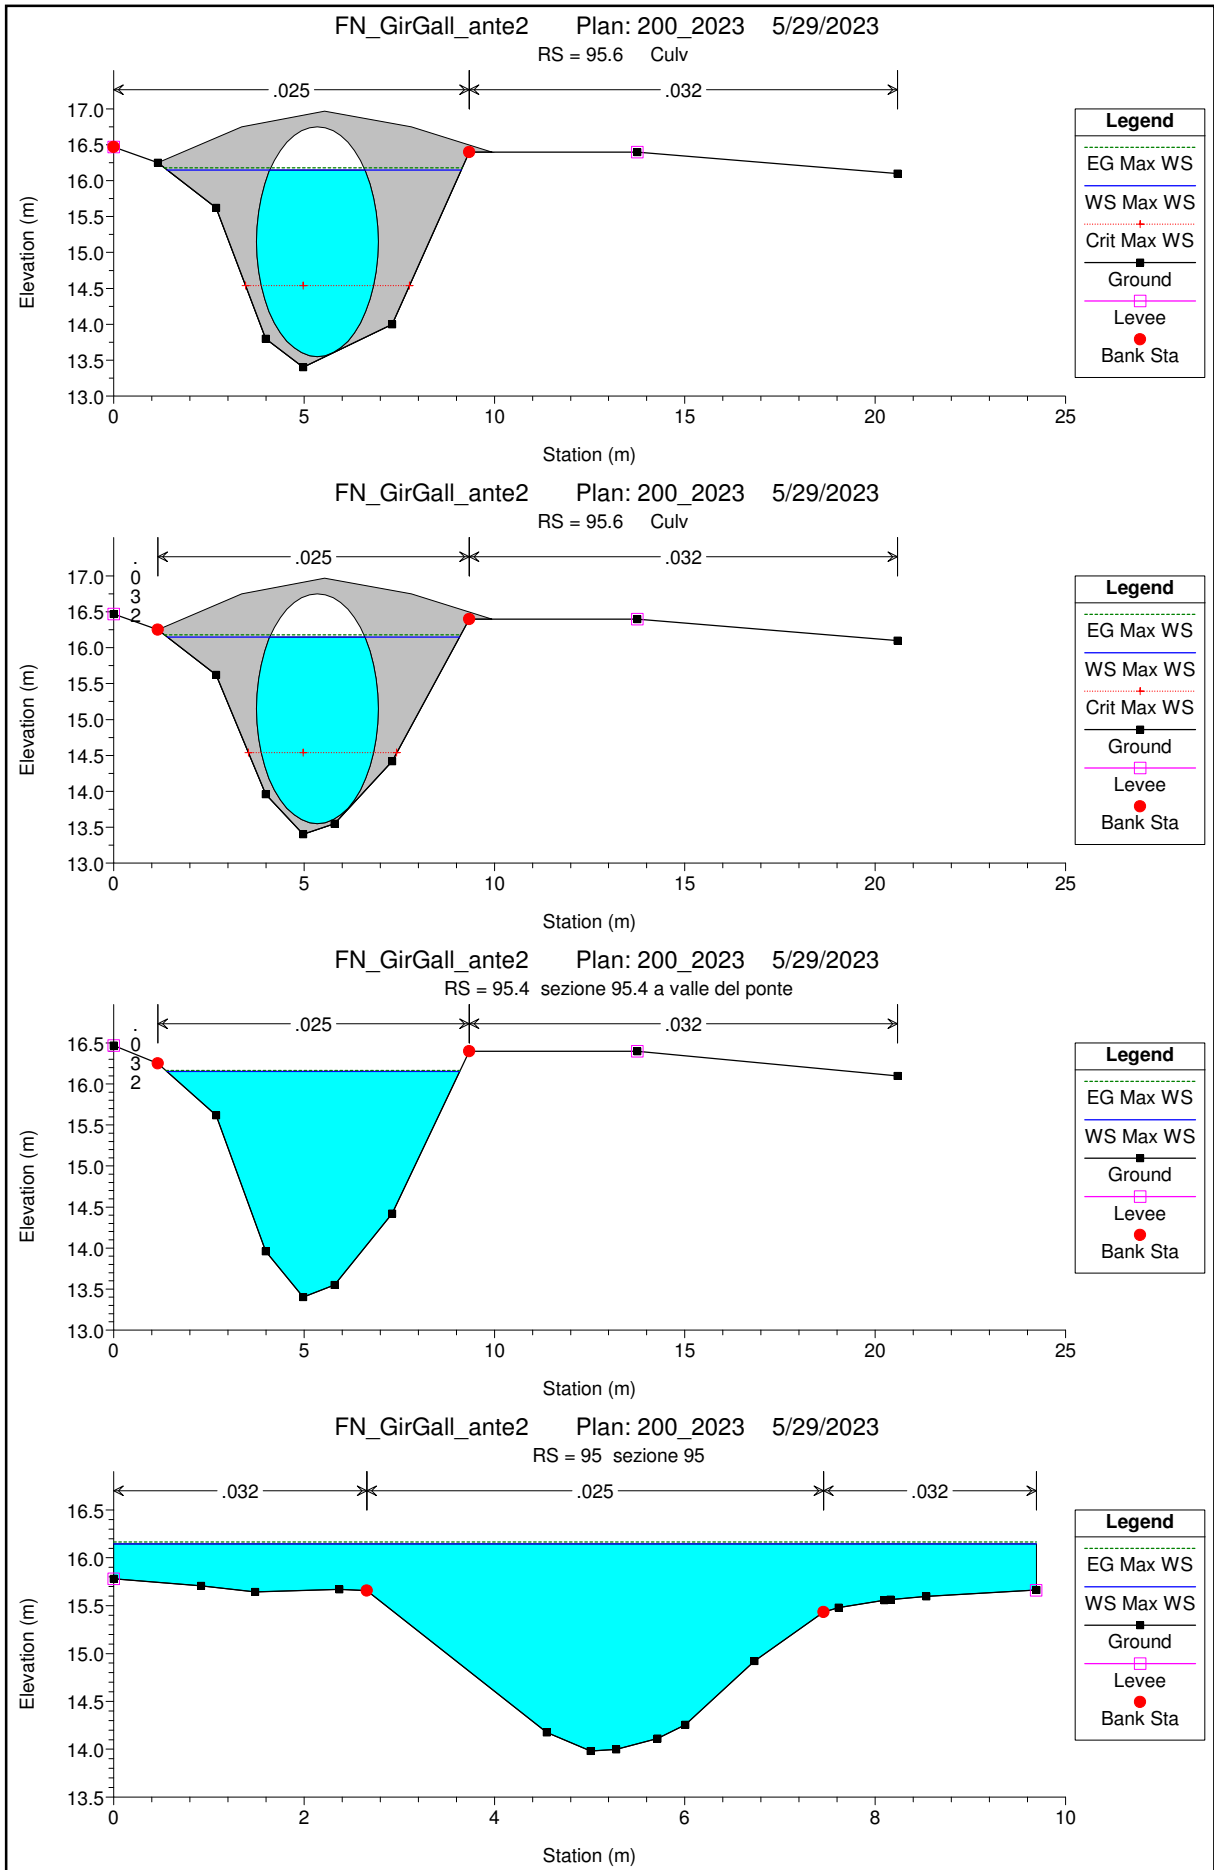 FN_GirGall_ante2 Plan: 200_2023 5/29/2023
RS = 95.6 Culv
.025 .032
17.0
16.5
16.0
15.5
15.0
14.5
14.0
13.5
13.0
Elevation (m)
0 5 10 15 20 25
Station (m)
Legend
EG Max WS
WS Max WS
Crit Max WS
Ground
Levee
Bank Sta
FN_GirGall_ante2 Plan: 200_2023 5/29/2023
RS = 95.6 Culv
.032 .025 .032
17.0
16.5
16.0
15.5
15.0
14.5
14.0
13.5
13.0
Elevation (m)
0 5 10 15 20 25
Station (m)
Legend
EG Max WS
WS Max WS
Crit Max WS
Ground
Levee
Bank Sta
FN_GirGall_ante2 Plan: 200_2023 5/29/2023
RS = 95.4 sezione 95.4 a valle del ponte
.032 .025 .032
16.5
16.0
15.5
15.0
14.5
14.0
13.5
13.0
Elevation (m)
0 5 10 15 20 25
Station (m)
Legend
EG Max WS
WS Max WS
Ground
Levee
Bank Sta
FN_GirGall_ante2 Plan: 200_2023 5/29/2023
RS = 95 sezione 95
.032 .025 .032
16.5
16.0
15.5
15.0
14.5
14.0
13.5
Elevation (m)
0 2 4 6 8 10
Station (m)
Legend
EG Max WS
WS Max WS
Ground
Levee
Bank Sta